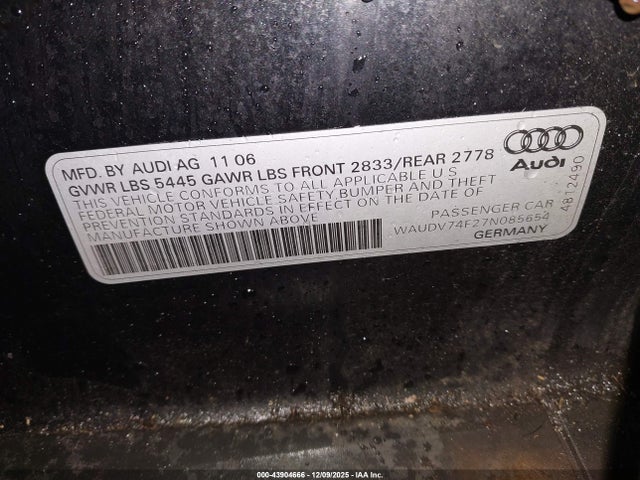 MFD. BY AUDI AG 11 06
GVWR LBS 5445 GAWR LBS FRONT 2833/REAR 2778
THIS VEHICLE CONFORMS TO ALL APPLICABLE U S
FEDERAL MOTOR VEHICLE SAFETY BUMPER AND THEFT
PREVENTION STANDARDS IN EFFECT ON THE DATE OF
MANUFACTURE SHOWN ABOVE
Audi
PASSENGER CAR
WAUDV74F27N085654
GERMANY
4B12490
000-43904666 - 12/09/2025 - IAA Inc.